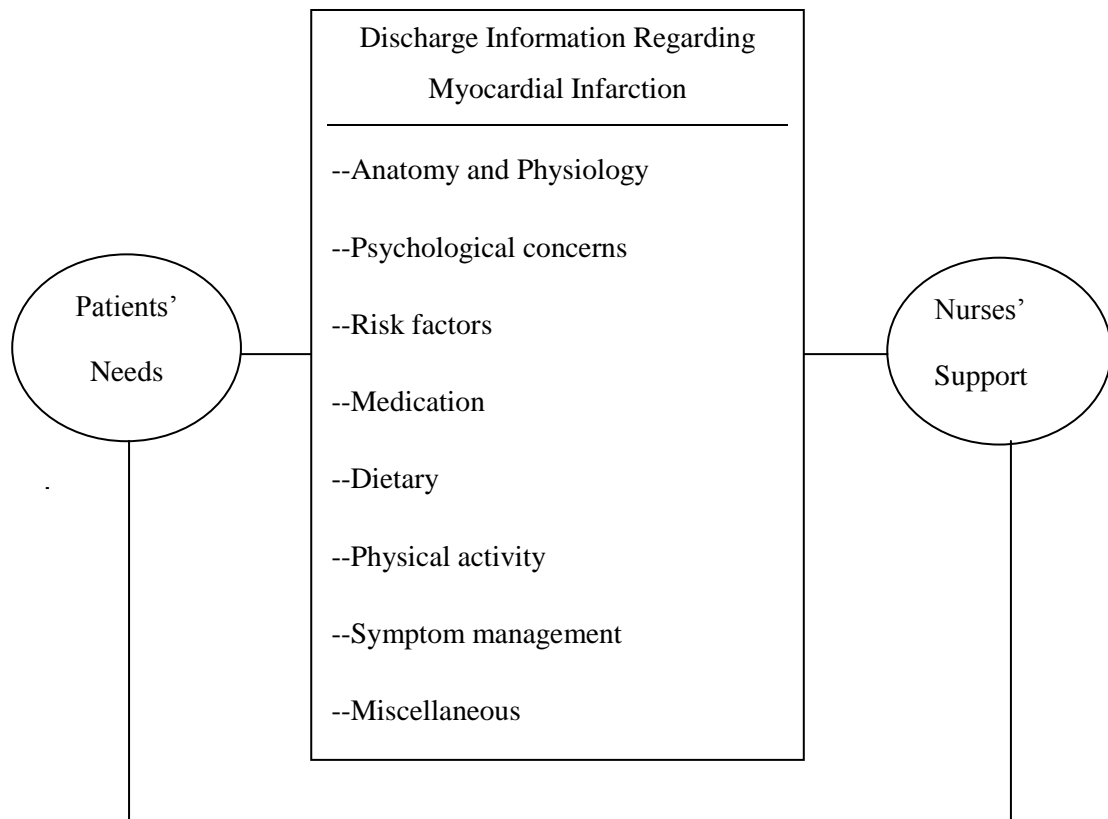 Discharge Information Regarding
Myocardial Infarction
--Anatomy and Physiology
--Psychological concerns
--Risk factors
--Medication
--Dietary
--Physical activity
--Symptom management
--Miscellaneous
Patients’
Needs
Nurses’
Support